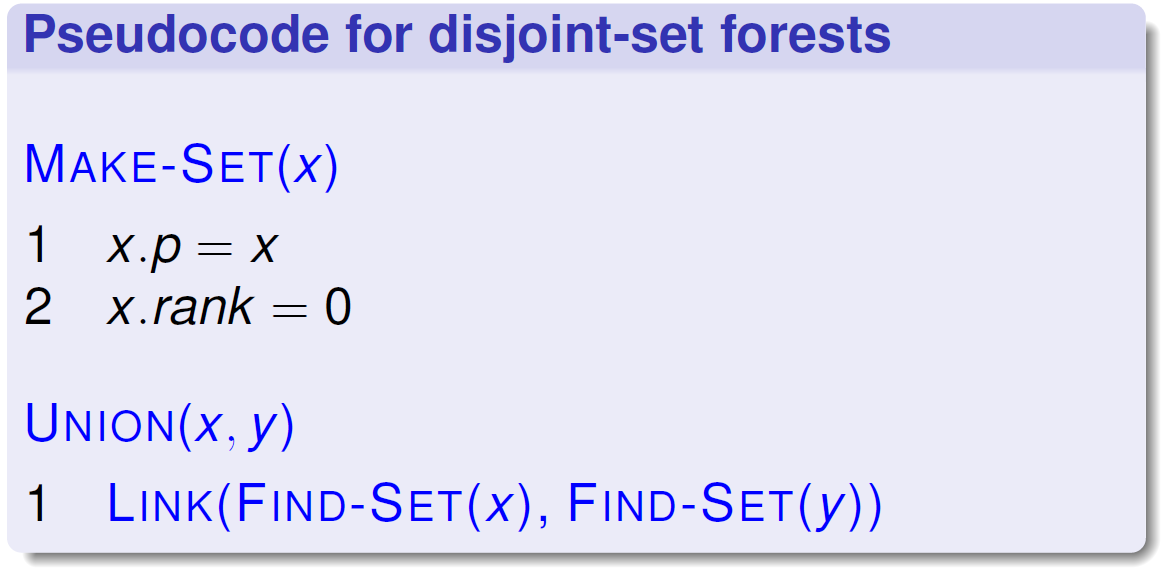 Pseudocode for disjoint-set forests
MAKE-SET(x)
1 x.p = x
2 x.rank = 0
UNION(x, y)
1 LINK(FIND-SET(x), FIND-SET(y))